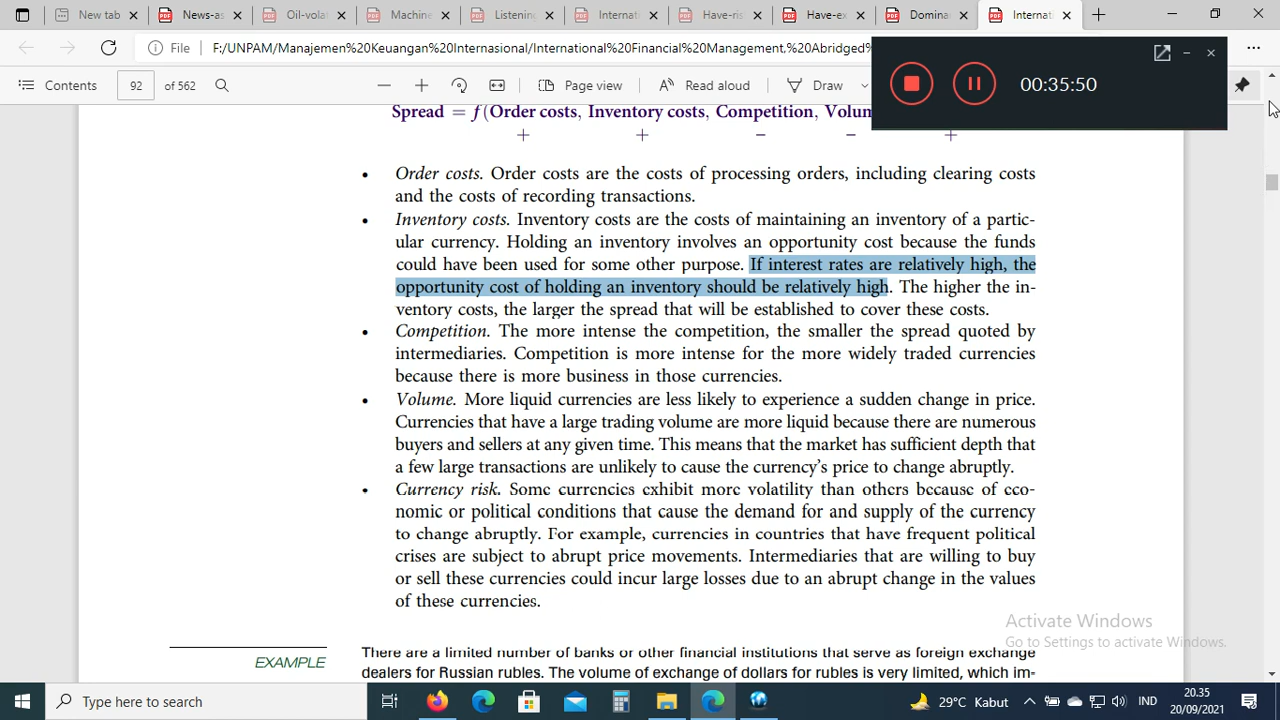 New tab
News-as
Oil-vola
Machine
Listening
Internati
Have-ris
Have-ex
Domina
Internati
File
F:/UNPAM/Manajemen%20Keuangan%20Internasional/International%20Financial%20Management,%20Abridged%
Contents
92
of 562
Page view
Read aloud
Draw
00:35:50
Spread = f(Order costs, Inventory costs, Competition, Volum
+ + − − +
• Order costs. Order costs are the costs of processing orders, including clearing costs
and the costs of recording transactions.
• Inventory costs. Inventory costs are the costs of maintaining an inventory of a partic-
ular currency. Holding an inventory involves an opportunity cost because the funds
could have been used for some other purpose. If interest rates are relatively high, the
opportunity cost of holding an inventory should be relatively high. The higher the in-
ventory costs, the larger the spread that will be established to cover these costs.
• Competition. The more intense the competition, the smaller the spread quoted by
intermediaries. Competition is more intense for the more widely traded currencies
because there is more business in those currencies.
• Volume. More liquid currencies are less likely to experience a sudden change in price.
Currencies that have a large trading volume are more liquid because there are numerous
buyers and sellers at any given time. This means that the market has sufficient depth that
a few large transactions are unlikely to cause the currency's price to change abruptly.
• Currency risk. Some currencies exhibit more volatility than others because of eco-
nomic or political conditions that cause the demand for and supply of the currency
to change abruptly. For example, currencies in countries that have frequent political
crises are subject to abrupt price movements. Intermediaries that are willing to buy
or sell these currencies could incur large losses due to an abrupt change in the values
of these currencies.
Activate Windows
Go to Settings to activate Windows.
EXAMPLE
There are a limited number of banks or other financial institutions that serve as foreign exchange
dealers for Russian rubles. The volume of exchange of dollars for rubles is very limited, which im-
Type here to search
29°C Kabut
IND
20.35
20/09/2021